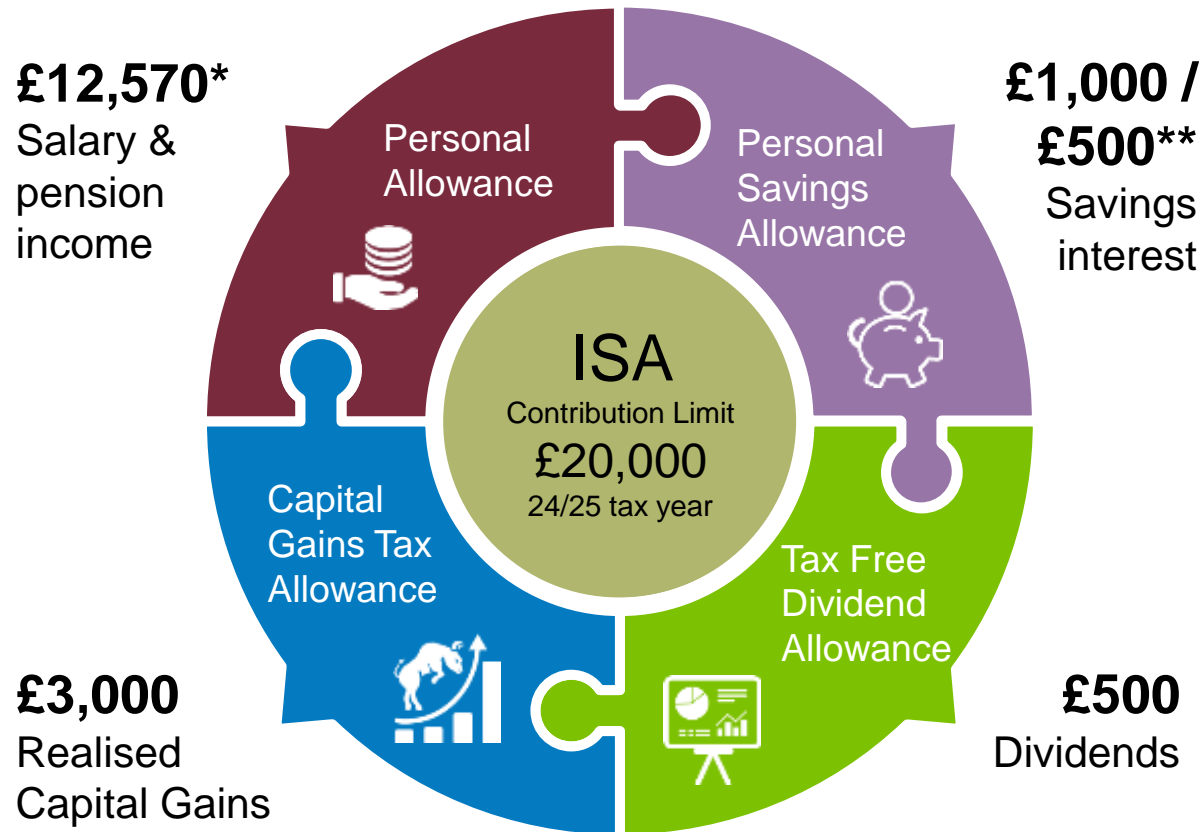 £12,570*
Salary &
pension
income
Personal
Allowance
Personal
Savings
Allowance
£1,000 /
£500**
Savings
interest
ISA
Contribution Limit
£20,000
24/25 tax year
Capital
Gains Tax
Allowance
£3,000
Realised
Capital Gains
Tax Free
Dividend
Allowance
£500
Dividends